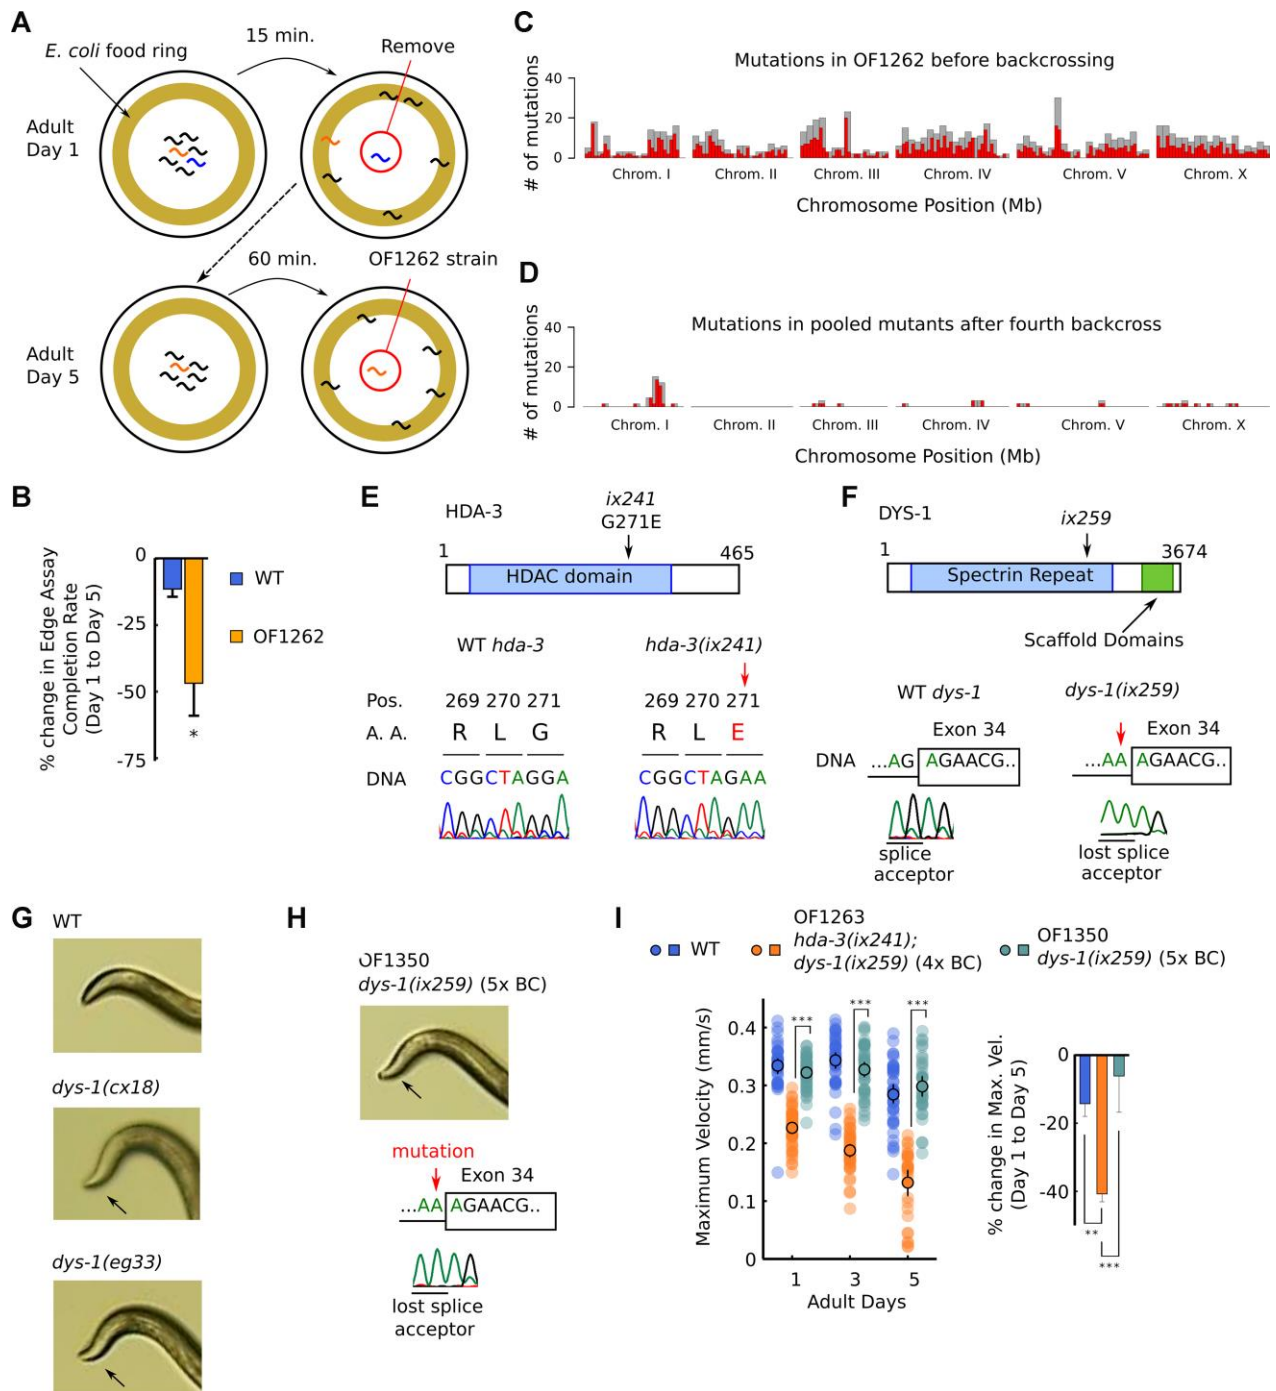 A
E. coli food ring
15 min.
Remove
Adult
Day 1
60 min.
OF1262 strain
Adult
Day 5
B
% change in Edge Assay
Completion Rate
(Day 1 to Day 5)
0
-25
-50
-75
WT
OF1262
*
C
Mutations in OF1262 before backcrossing
# of mutations
40
20
0
Chrom. I
Chrom. II
Chrom. III
Chrom. IV
Chrom. V
Chrom. X
Chromosome Position (Mb)
D
Mutations in pooled mutants after fourth backcross
# of mutations
40
20
0
Chrom. I
Chrom. II
Chrom. III
Chrom. IV
Chrom. V
Chrom. X
Chromosome Position (Mb)
E
HDA-3
ix241
G271E
1
465
HDAC domain
WT hda-3
hda-3(ix241)
Pos.
269 270 271
269 270 271
A. A.
R L G
R L E
DNA
CGGCTAGGA
CGGCTAGAA
F
DYS-1
ix259
1
3674
Spectrin Repeat
Scaffold Domains
WT dys-1
dys-1(ix259)
Exon 34
Exon 34
DNA
...AG AGAACG..
...AA AGAACG..
splice
acceptor
lost splice
acceptor
G
WT
dys-1(cx18)
dys-1(eg33)
H
OF1350
dys-1(ix259) (5x BC)
mutation
Exon 34
...AA AGAACG..
lost splice
acceptor
I
WT
OF1263
hda-3(ix241);
dys-1(ix259) (4x BC)
OF1350
dys-1(ix259) (5x BC)
Maximum Velocity (mm/s)
0.4
0.3
0.2
0.1
0
***
***
***
1
3
5
Adult Days
% change in Max. Vel.
(Day 1 to Day 5)
0
-20
-40
**
***